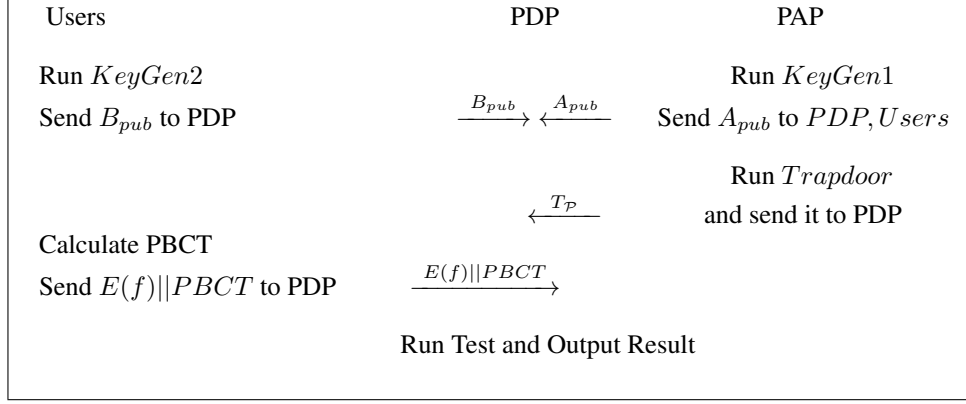 Users PDP PAP
Run KeyGen2 Run KeyGen1
Send B_pub to PDP B_pub A_pub Send A_pub to PDP, Users
Run Trapdoor
T_𝒫 and send it to PDP
Calculate PBCT
Send E(f)||PBCT to PDP E(f)||PBCT
Run Test and Output Result